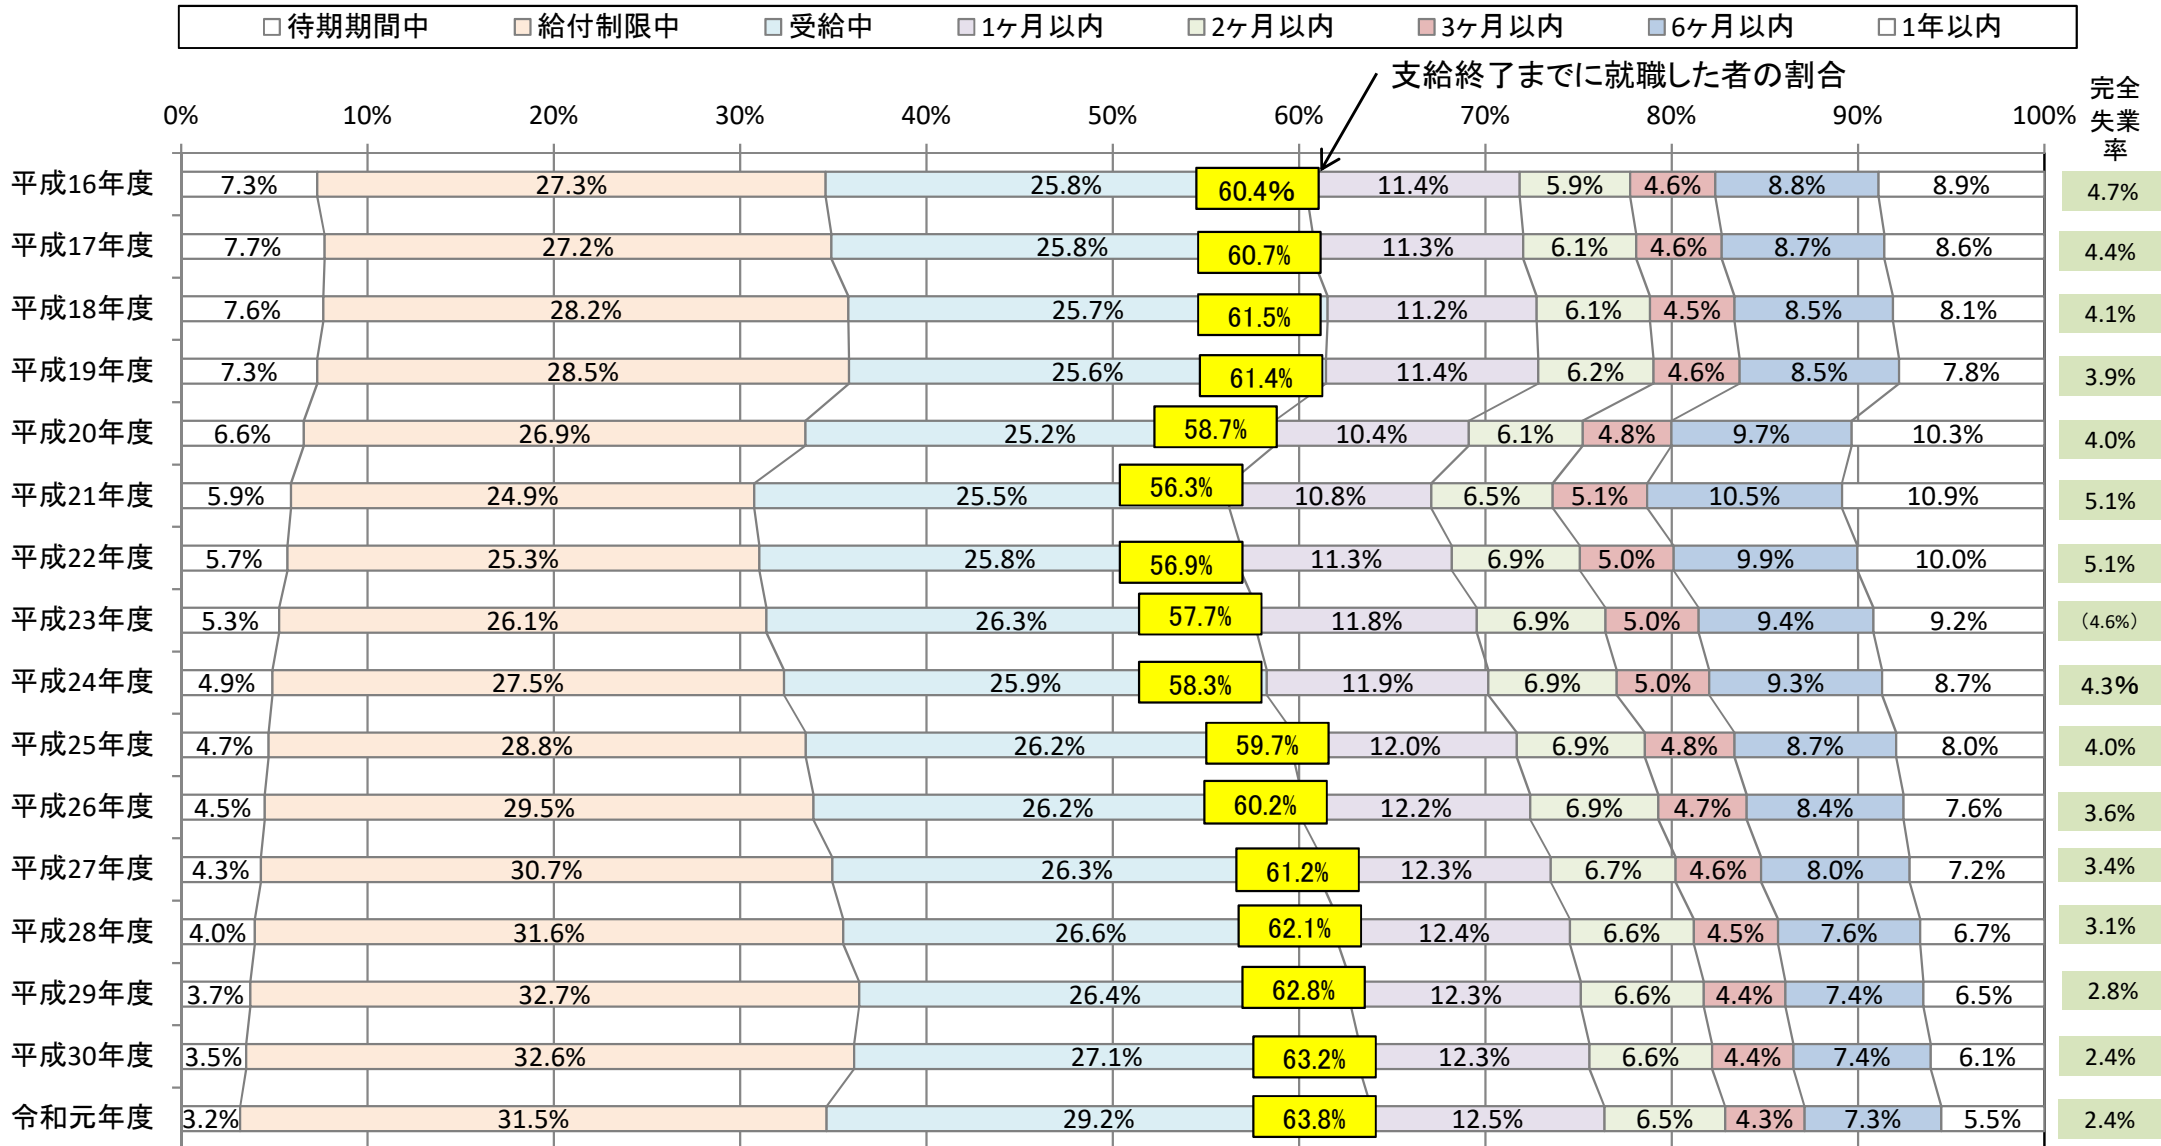 待期期間中 給付制限中 受給中 1ヶ月以内 2ヶ月以内 3ヶ月以内 6ヶ月以内 1年以内
支給終了までに就職した者の割合
完全
失業
率
0% 10% 20% 30% 40% 50% 60% 70% 80% 90% 100%
平成16年度 7.3% 27.3% 25.8% 60.4% 11.4% 5.9% 4.6% 8.8% 8.9% 4.7%
平成17年度 7.7% 27.2% 25.8% 60.7% 11.3% 6.1% 4.6% 8.7% 8.6% 4.4%
平成18年度 7.6% 28.2% 25.7% 61.5% 11.2% 6.1% 4.5% 8.5% 8.1% 4.1%
平成19年度 7.3% 28.5% 25.6% 61.4% 11.4% 6.2% 4.6% 8.5% 7.8% 3.9%
平成20年度 6.6% 26.9% 25.2% 58.7% 10.4% 6.1% 4.8% 9.7% 10.3% 4.0%
平成21年度 5.9% 24.9% 25.5% 56.3% 10.8% 6.5% 5.1% 10.5% 10.9% 5.1%
平成22年度 5.7% 25.3% 25.8% 56.9% 11.3% 6.9% 5.0% 9.9% 10.0% 5.1%
平成23年度 5.3% 26.1% 26.3% 57.7% 11.8% 6.9% 5.0% 9.4% 9.2% (4.6%)
平成24年度 4.9% 27.5% 25.9% 58.3% 11.9% 6.9% 5.0% 9.3% 8.7% 4.3%
平成25年度 4.7% 28.8% 26.2% 59.7% 12.0% 6.9% 4.8% 8.7% 8.0% 4.0%
平成26年度 4.5% 29.5% 26.2% 60.2% 12.2% 6.9% 4.7% 8.4% 7.6% 3.6%
平成27年度 4.3% 30.7% 26.3% 61.2% 12.3% 6.7% 4.6% 8.0% 7.2% 3.4%
平成28年度 4.0% 31.6% 26.6% 62.1% 12.4% 6.6% 4.5% 7.6% 6.7% 3.1%
平成29年度 3.7% 32.7% 26.4% 62.8% 12.3% 6.6% 4.4% 7.4% 6.5% 2.8%
平成30年度 3.5% 32.6% 27.1% 63.2% 12.3% 6.6% 4.4% 7.4% 6.1% 2.4%
令和元年度 3.2% 31.5% 29.2% 63.8% 12.5% 6.5% 4.3% 7.3% 5.5% 2.4%